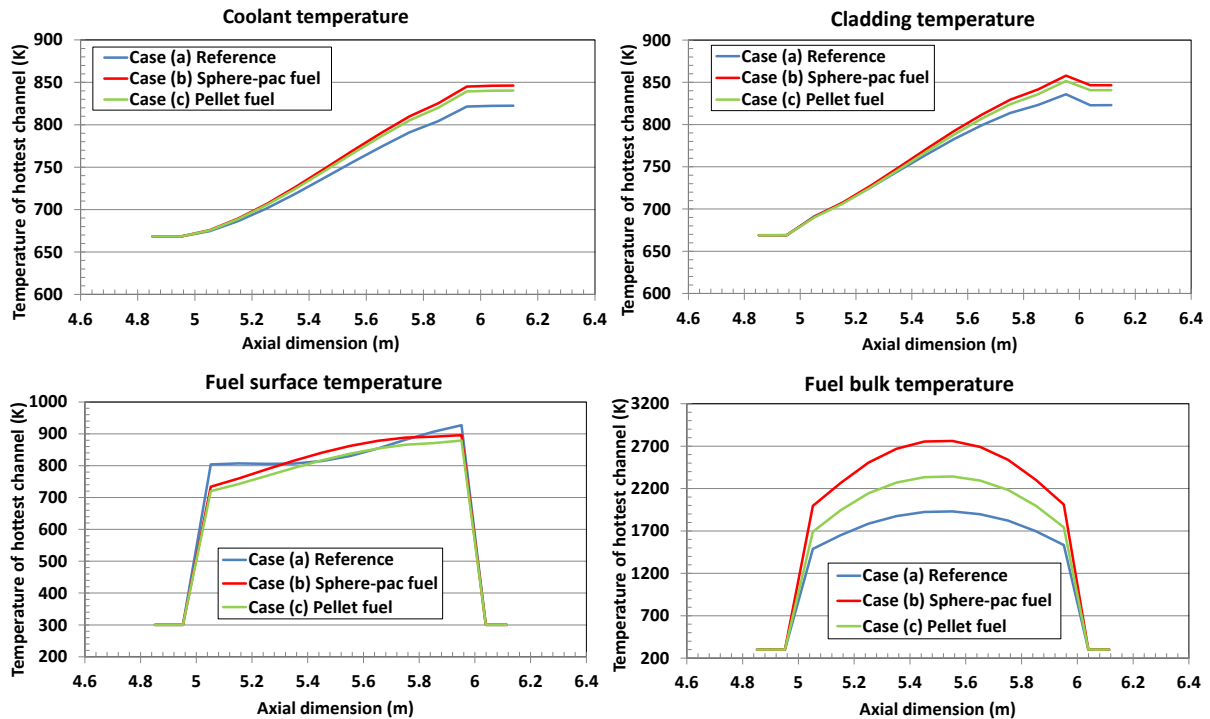 Coolant temperature
Temperature of hottest channel (K)
900
850
800
750
700
650
600
Case (a) Reference
Case (b) Sphere-pac fuel
Case (c) Pellet fuel
4.6 4.8 5 5.2 5.4 5.6 5.8 6 6.2 6.4
Axial dimension (m)
Cladding temperature
Temperature of hottest channel (K)
900
850
800
750
700
650
600
Case (a) Reference
Case (b) Sphere-pac fuel
Case (c) Pellet fuel
4.6 4.8 5 5.2 5.4 5.6 5.8 6 6.2 6.4
Axial dimension (m)
Fuel surface temperature
Temperature of hottest channel (K)
1000
900
800
700
600
500
400
300
200
Case (a) Reference
Case (b) Sphere-pac fuel
Case (c) Pellet fuel
4.6 4.8 5 5.2 5.4 5.6 5.8 6 6.2 6.4
Axial dimension (m)
Fuel bulk temperature
Temperature of hottest channel (K)
3200
2700
2200
1700
1200
700
200
Case (a) Reference
Case (b) Sphere-pac fuel
Case (c) Pellet fuel
4.6 4.8 5 5.2 5.4 5.6 5.8 6 6.2 6.4
Axial dimension (m)